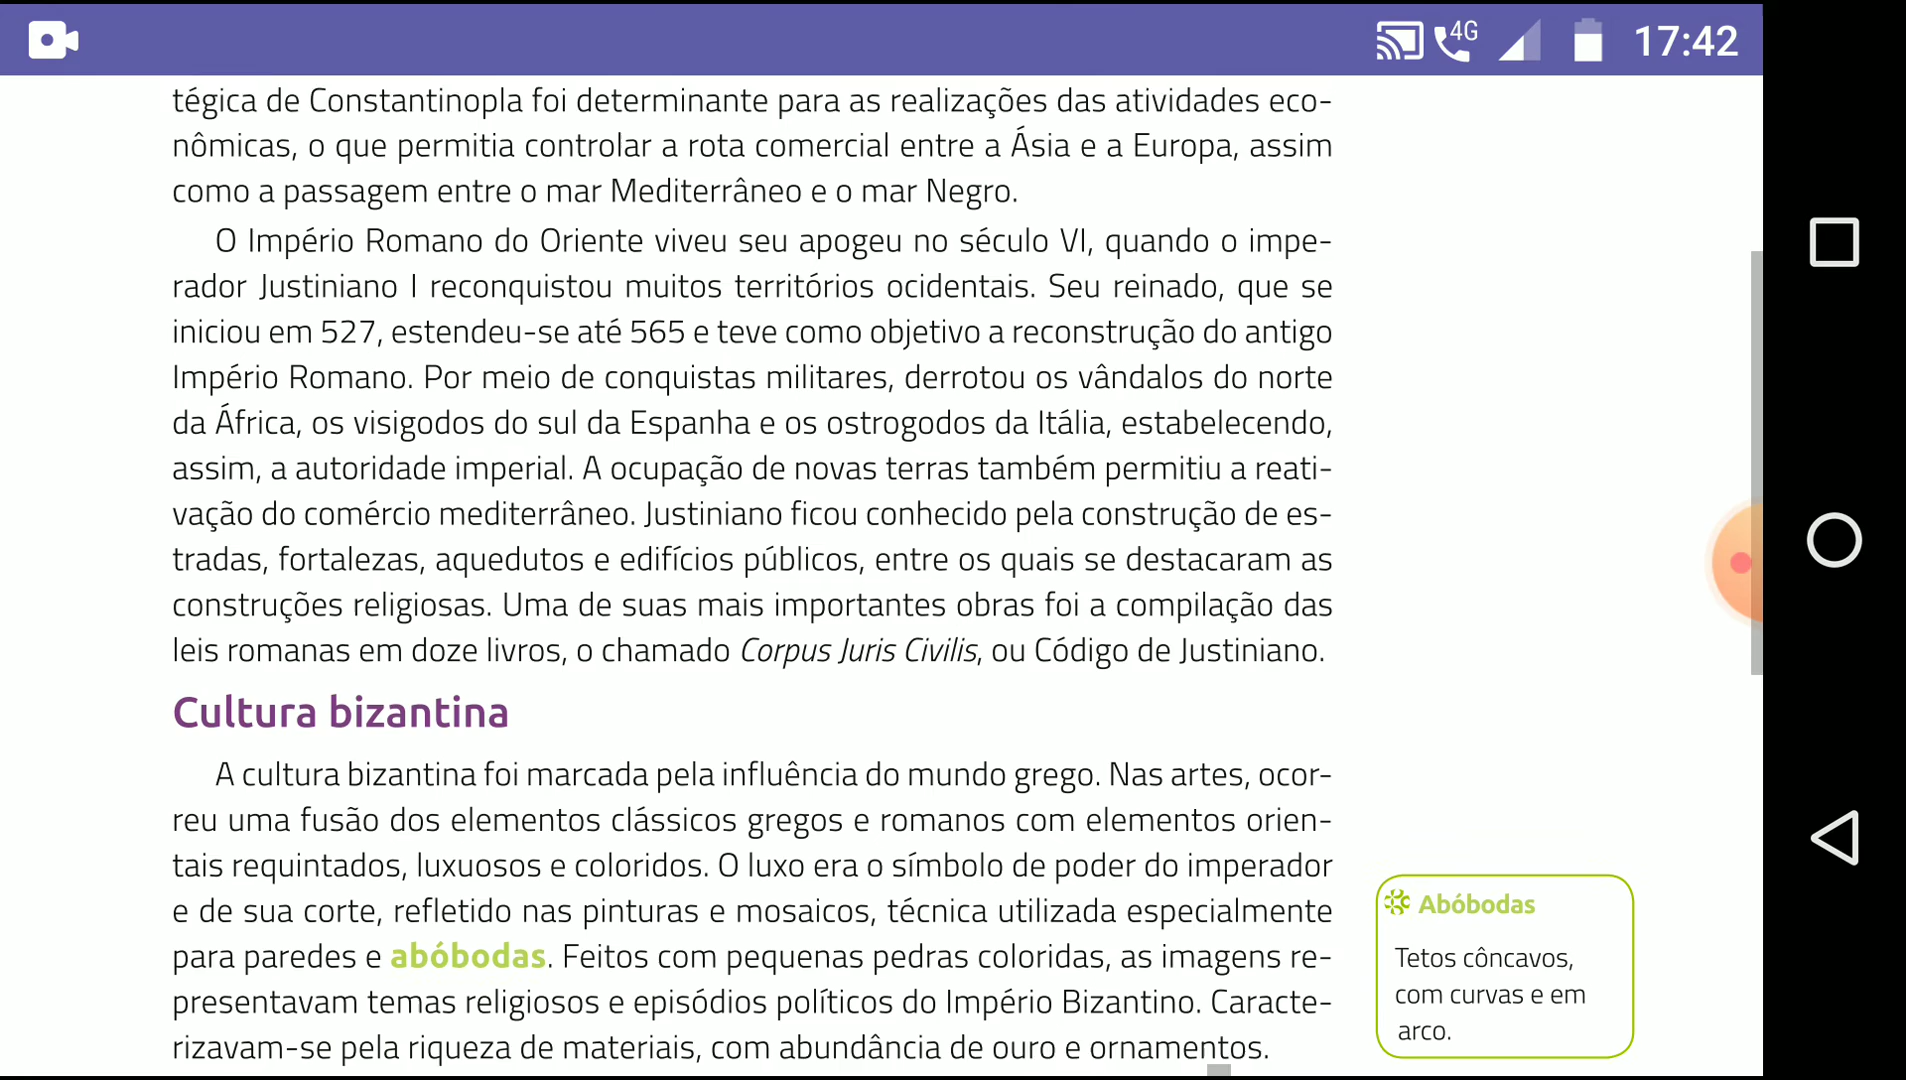 4G 17:42
tégica de Constantinopla foi determinante para as realizações das atividades eco-
nômicas, o que permitia controlar a rota comercial entre a Ásia e a Europa, assim
como a passagem entre o mar Mediterrâneo e o mar Negro.
O Império Romano do Oriente viveu seu apogeu no século VI, quando o impe-
rador Justiniano I reconquistou muitos territórios ocidentais. Seu reinado, que se
iniciou em 527, estendeu-se até 565 e teve como objetivo a reconstrução do antigo
Império Romano. Por meio de conquistas militares, derrotou os vândalos do norte
da África, os visigodos do sul da Espanha e os ostrogodos da Itália, estabelecendo,
assim, a autoridade imperial. A ocupação de novas terras também permitiu a reati-
vação do comércio mediterrâneo. Justiniano ficou conhecido pela construção de es-
tradas, fortalezas, aquedutos e edifícios públicos, entre os quais se destacaram as
construções religiosas. Uma de suas mais importantes obras foi a compilação das
leis romanas em doze livros, o chamado Corpus Juris Civilis, ou Código de Justiniano.
Cultura bizantina
A cultura bizantina foi marcada pela influência do mundo grego. Nas artes, ocor-
reu uma fusão dos elementos clássicos gregos e romanos com elementos orien-
tais requintados, luxuosos e coloridos. O luxo era o símbolo de poder do imperador
e de sua corte, refletido nas pinturas e mosaicos, técnica utilizada especialmente
para paredes e abóbodas. Feitos com pequenas pedras coloridas, as imagens re-
presentavam temas religiosos e episódios políticos do Império Bizantino. Caracte-
rizavam-se pela riqueza de materiais, com abundância de ouro e ornamentos.
Abóbodas
Tetos côncavos,
com curvas e em
arco.